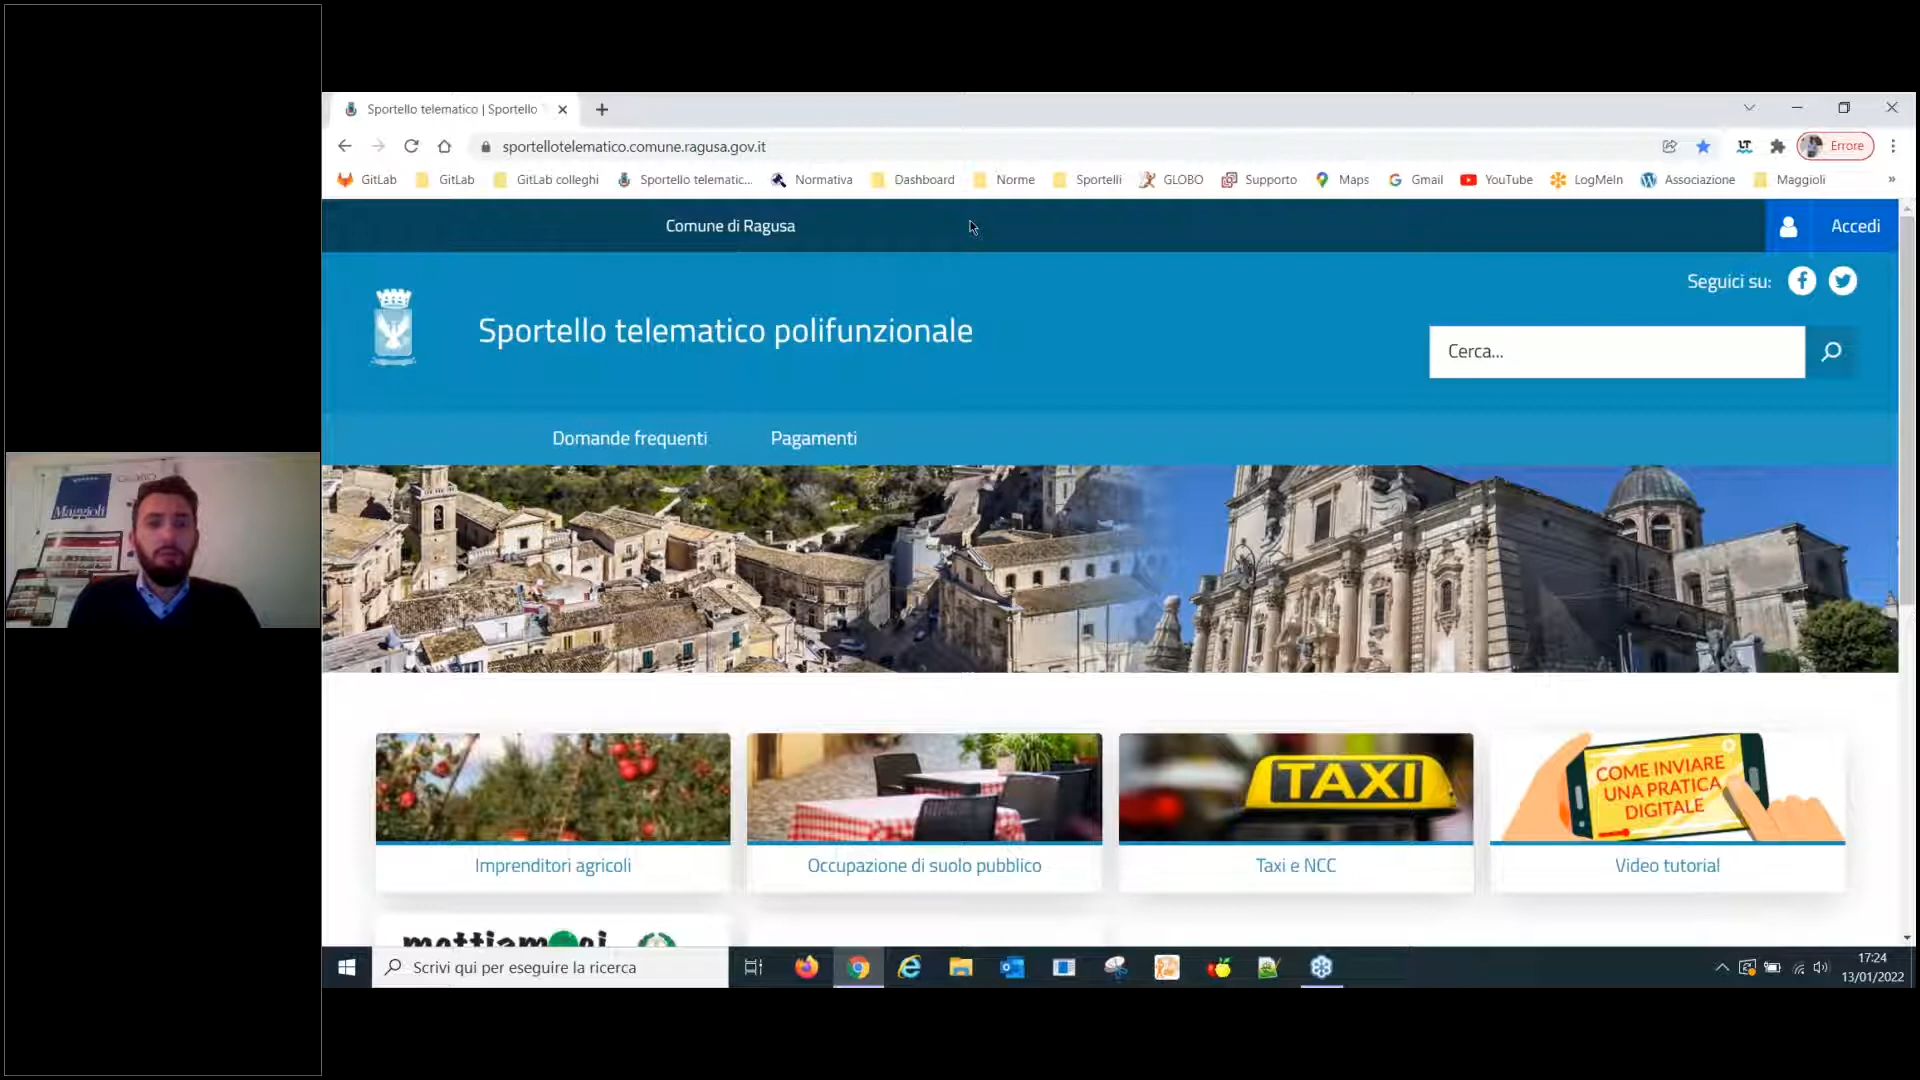 Sportello telematico | Sportello
sportellotelematico.comune.ragusa.gov.it
Errore
GitLab
GitLab
GitLab colleghi
Sportello telematic...
Normativa
Dashboard
Norme
Sportelli
GLOBO
Supporto
Maps
Gmail
YouTube
LogMeIn
Associazione
Maggioli
»
Comune di Ragusa
Accedi
Seguici su:
Sportello telematico polifunzionale
Cerca...
Domande frequenti
Pagamenti
Maggioli
TAXI
COME INVIARE
UNA PRATICA
DIGITALE
Imprenditori agricoli
Occupazione di suolo pubblico
Taxi e NCC
Video tutorial
Scrivi qui per eseguire la ricerca
17:24
13/01/2022